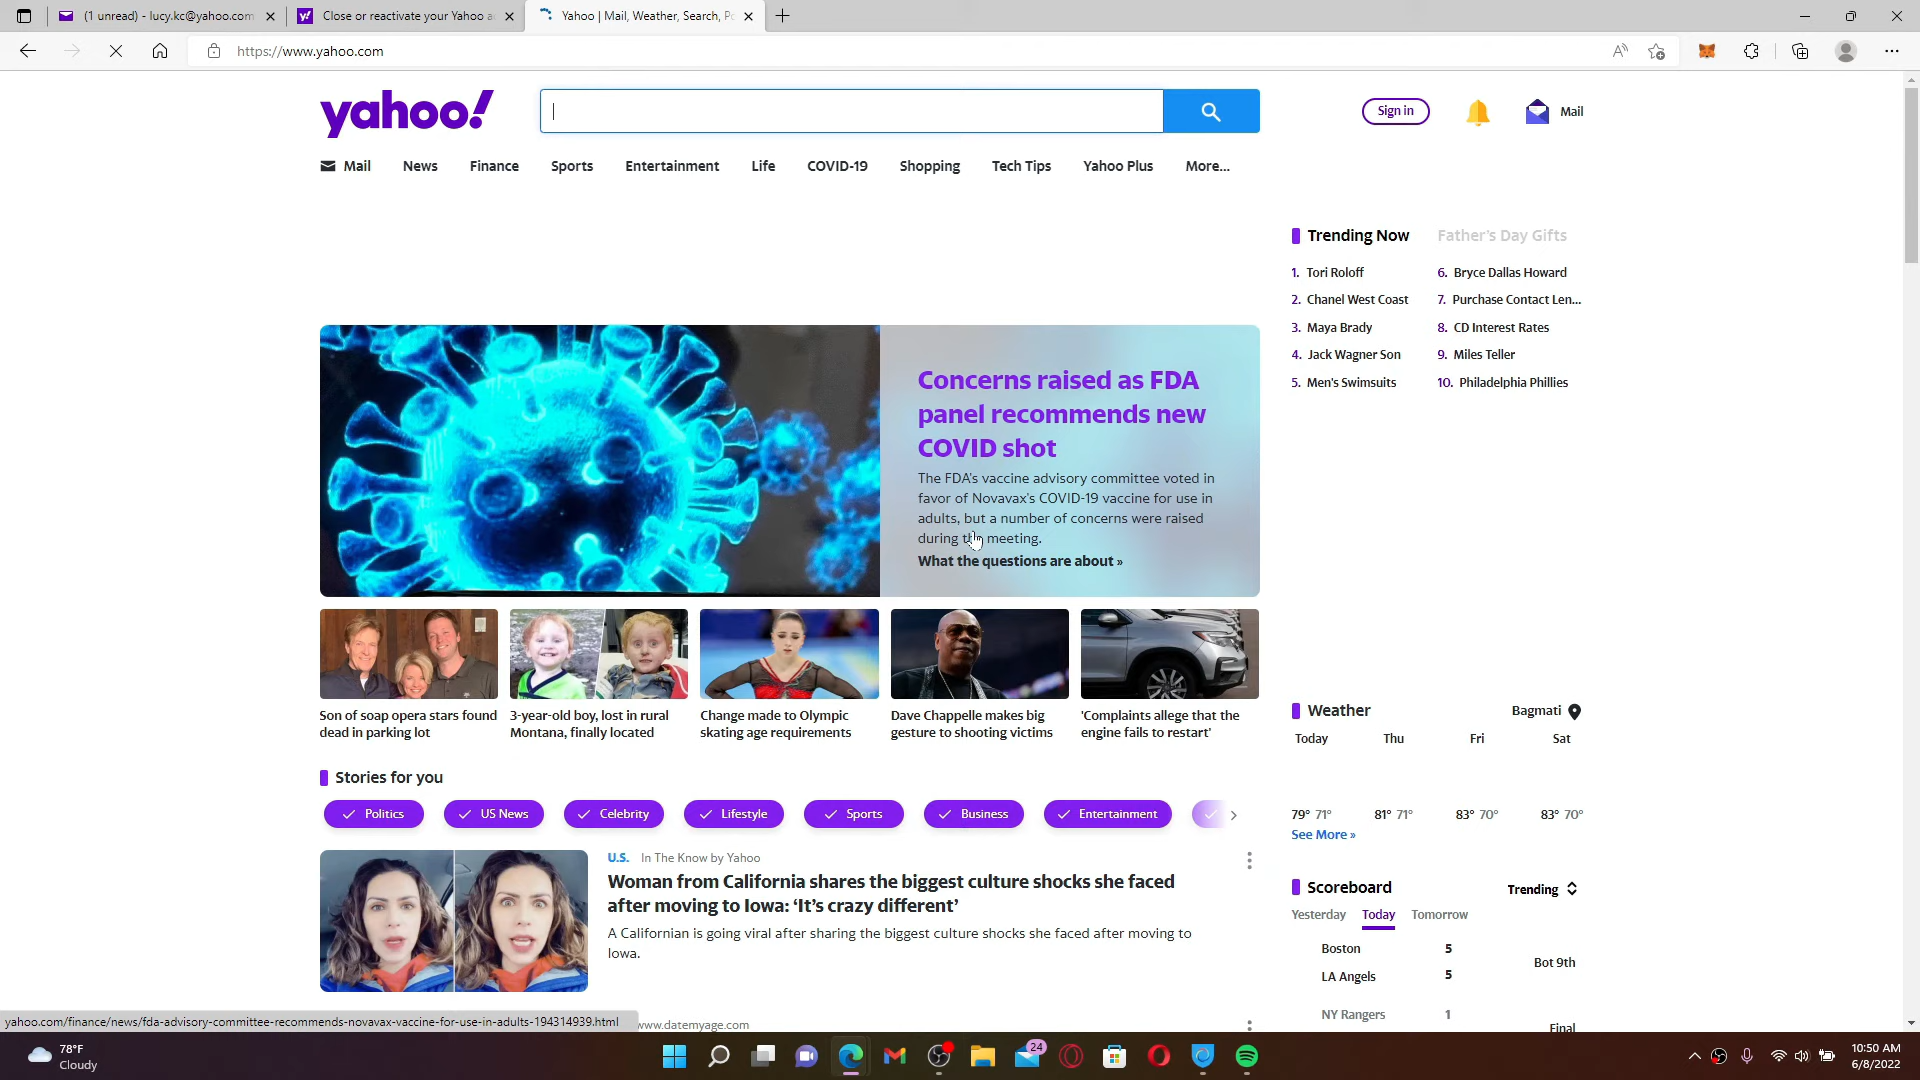 (1 unread) - lucy.kc@yahoo.com
Close or reactivate your Yahoo a
Yahoo | Mail, Weather, Search, Po
https://www.yahoo.com
yahoo!
Sign in
Mail
Mail News Finance Sports Entertainment Life COVID-19 Shopping Tech Tips Yahoo Plus More...
Trending Now Father's Day Gifts
1. Tori Roloff
2. Chanel West Coast
3. Maya Brady
4. Jack Wagner Son
5. Men's Swimsuits
6. Bryce Dallas Howard
7. Purchase Contact Len...
8. CD Interest Rates
9. Miles Teller
10. Philadelphia Phillies
Concerns raised as FDA
panel recommends new
COVID shot
The FDA's vaccine advisory committee voted in
favor of Novavax's COVID-19 vaccine for use in
adults, but a number of concerns were raised
during the meeting.
What the questions are about »
Son of soap opera stars found
dead in parking lot
3-year-old boy, lost in rural
Montana, finally located
Change made to Olympic
skating age requirements
Dave Chappelle makes big
gesture to shooting victims
'Complaints allege that the
engine fails to restart'
Weather Bagmati
Today Thu Fri Sat
79° 71° 81° 71° 83° 70° 83° 70°
See More »
Stories for you
Politics US News Celebrity Lifestyle Sports Business Entertainment
U.S. In The Know by Yahoo
Woman from California shares the biggest culture shocks she faced
after moving to Iowa: ‘It’s crazy different’
A Californian is going viral after sharing the biggest culture shocks she faced after moving to
Iowa.
Scoreboard Trending
Yesterday Today Tomorrow
Boston 5
LA Angels 5
Bot 9th
NY Rangers 1
Final
yahoo.com/finance/news/fda-advisory-committee-recommends-novavax-vaccine-for-use-in-adults-194314939.html
www.datemyage.com
78°F
Cloudy
24
10:50 AM
6/8/2022